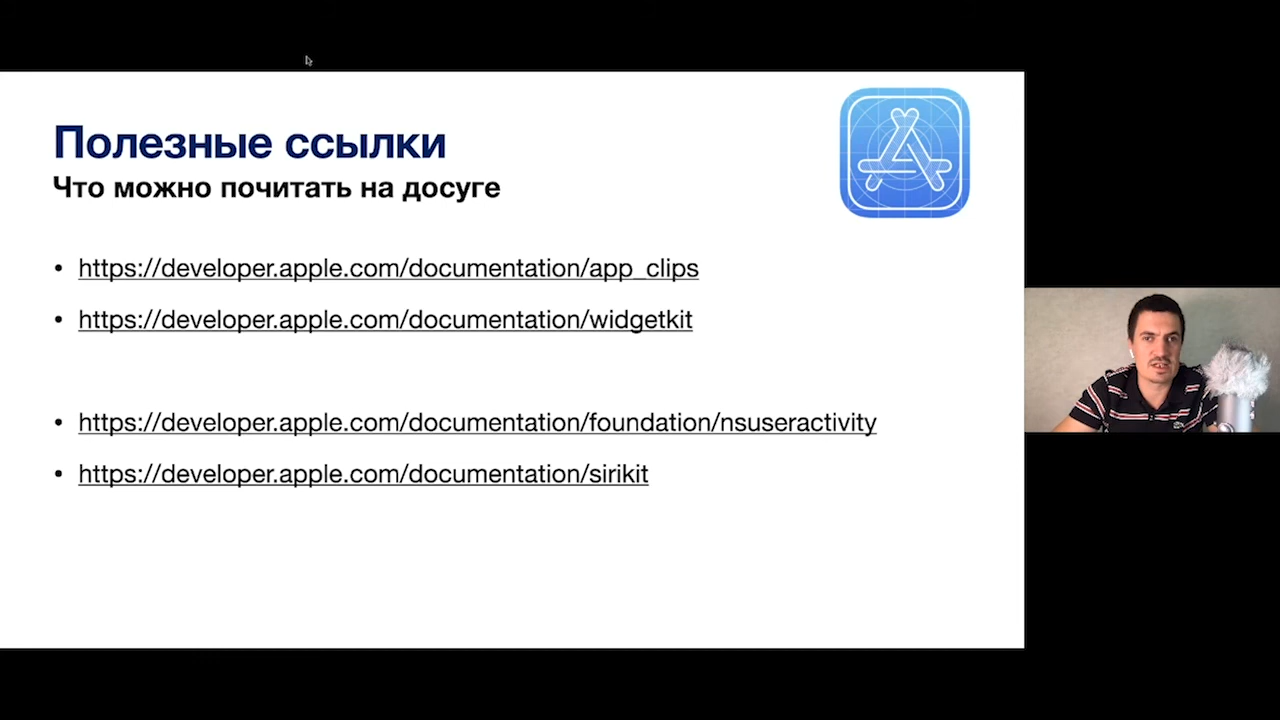 Полезные ссылки
Что можно почитать на досуге
• https://developer.apple.com/documentation/app_clips
• https://developer.apple.com/documentation/widgetkit
• https://developer.apple.com/documentation/foundation/nsuseractivity
• https://developer.apple.com/documentation/sirikit